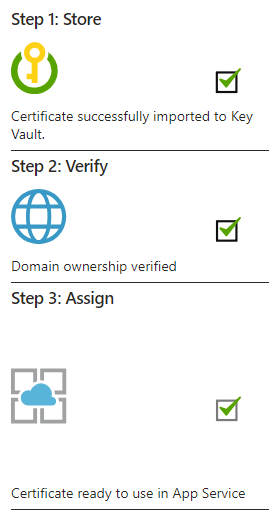 Step 1: Store
Certificate successfully imported to Key
Vault.
Step 2: Verify
Domain ownership verified
Step 3: Assign
Certificate ready to use in App Service